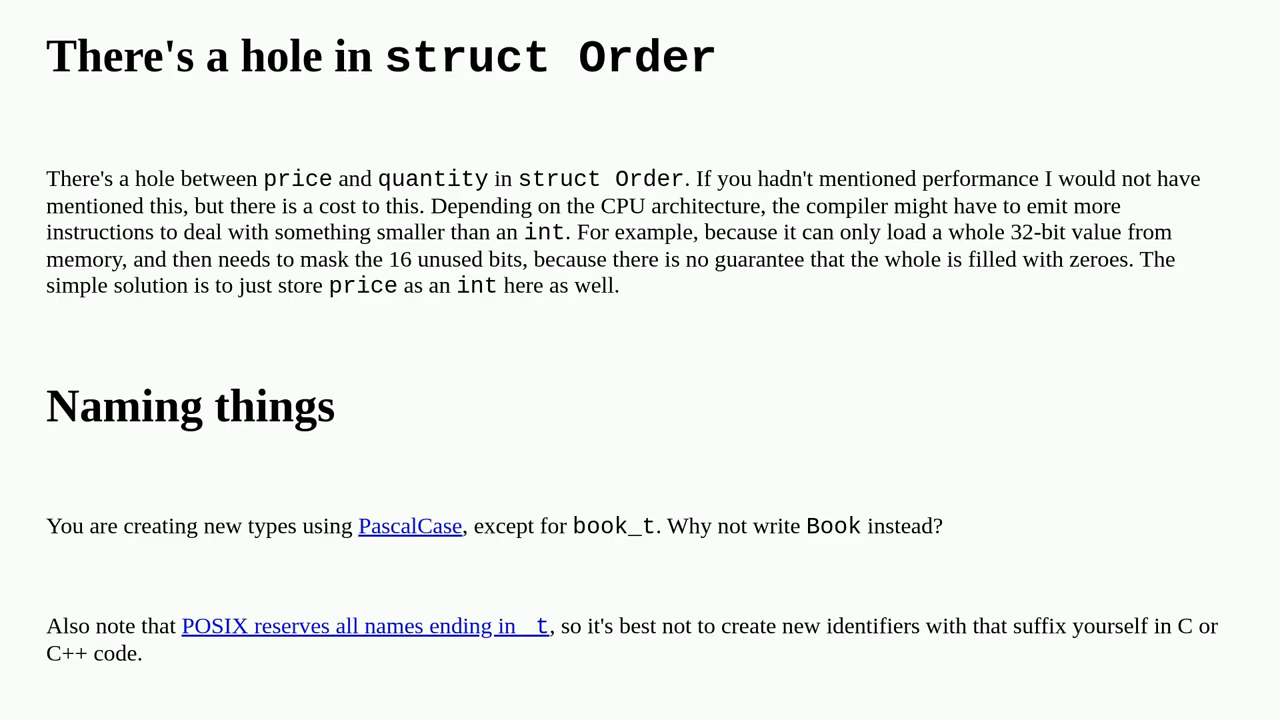 There's a hole in struct Order
There's a hole between price and quantity in struct Order. If you hadn't mentioned performance I would not have
mentioned this, but there is a cost to this. Depending on the CPU architecture, the compiler might have to emit more
instructions to deal with something smaller than an int. For example, because it can only load a whole 32-bit value from
memory, and then needs to mask the 16 unused bits, because there is no guarantee that the whole is filled with zeroes. The
simple solution is to just store price as an int here as well.
Naming things
You are creating new types using PascalCase, except for book_t. Why not write Book instead?
Also note that POSIX reserves all names ending in _t, so it's best not to create new identifiers with that suffix yourself in C or
C++ code.